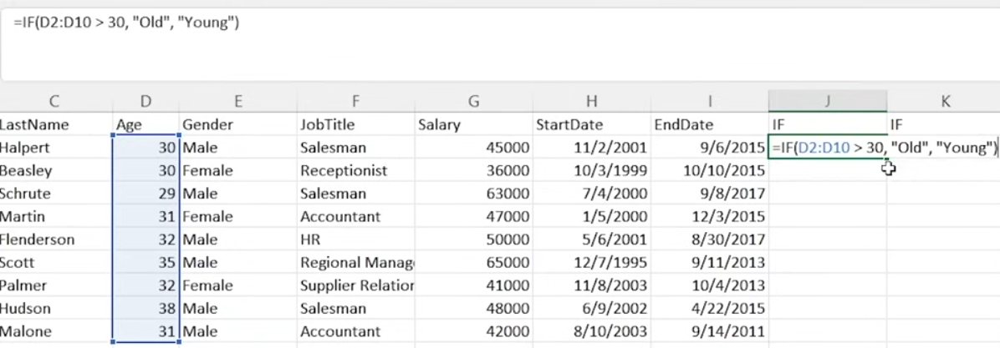 =IF(D2:D10 > 30, "Old", "Young")
C D E F G H I J K
LastName Age Gender JobTitle Salary StartDate EndDate IF IF
Halpert 30 Male Salesman 45000 11/2/2001 9/6/2015 =IF(D2:D10 > 30, "Old", "Young")
Beasley 30 Female Receptionist 36000 10/3/1999 10/10/2015
Schrute 29 Male Salesman 63000 7/4/2000 9/8/2017
Martin 31 Female Accountant 47000 1/5/2000 12/3/2015
Flenderson 32 Male HR 50000 5/6/2001 8/30/2017
Scott 35 Male Regional Manag 65000 12/7/1995 9/11/2013
Palmer 32 Female Supplier Relation 41000 11/8/2003 10/4/2013
Hudson 38 Male Salesman 48000 6/9/2002 4/22/2015
Malone 31 Male Accountant 42000 8/10/2003 9/14/2011